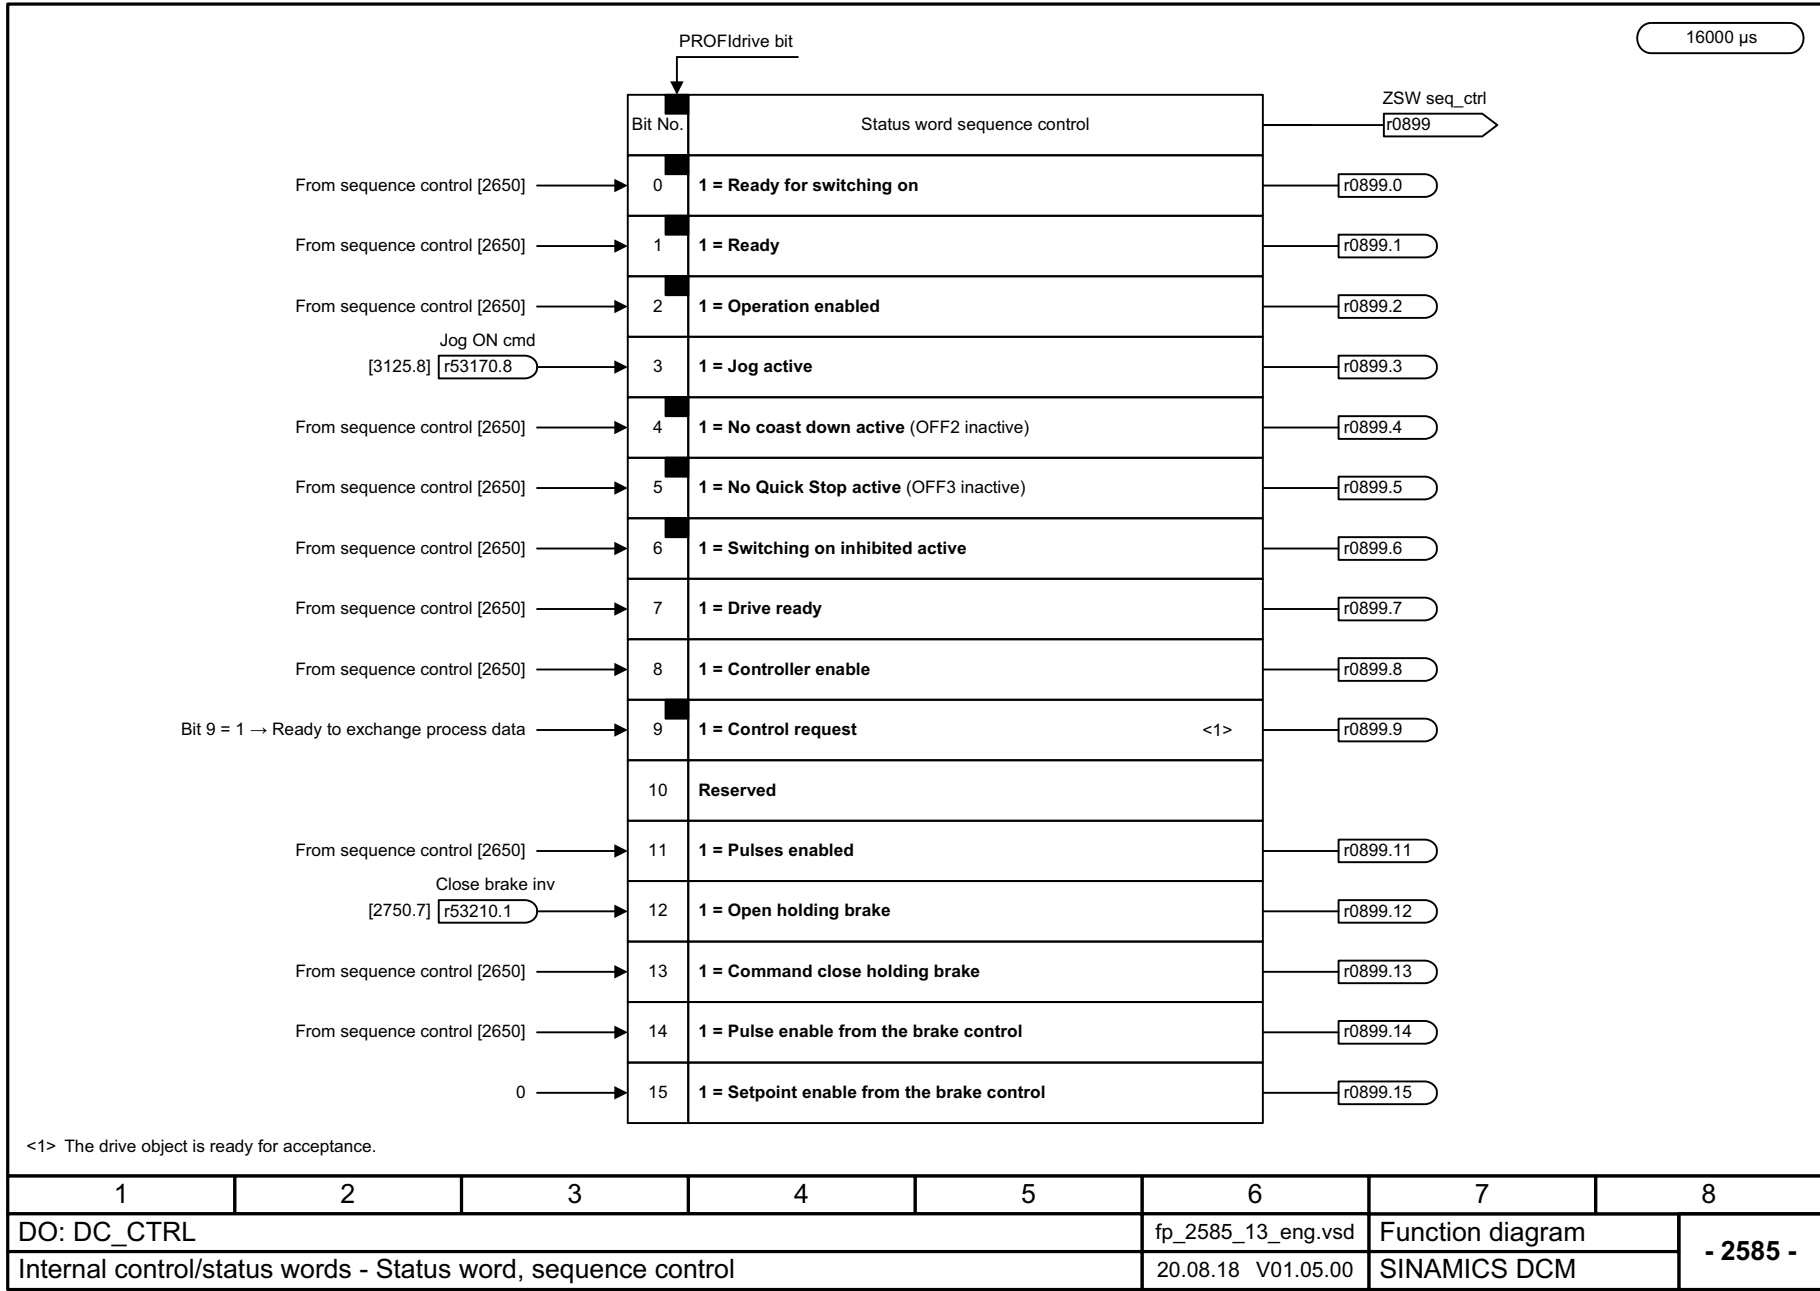 PROFIdrive bit
16000 µs
Bit No. Status word sequence control
ZSW seq_ctrl
r0899
From sequence control [2650] 0 1 = Ready for switching on r0899.0
From sequence control [2650] 1 1 = Ready r0899.1
From sequence control [2650] 2 1 = Operation enabled r0899.2
Jog ON cmd
[3125.8] r53170.8 3 1 = Jog active r0899.3
From sequence control [2650] 4 1 = No coast down active (OFF2 inactive) r0899.4
From sequence control [2650] 5 1 = No Quick Stop active (OFF3 inactive) r0899.5
From sequence control [2650] 6 1 = Switching on inhibited active r0899.6
From sequence control [2650] 7 1 = Drive ready r0899.7
From sequence control [2650] 8 1 = Controller enable r0899.8
Bit 9 = 1 → Ready to exchange process data 9 1 = Control request <1> r0899.9
10 Reserved
From sequence control [2650] 11 1 = Pulses enabled r0899.11
Close brake inv
[2750.7] r53210.1 12 1 = Open holding brake r0899.12
From sequence control [2650] 13 1 = Command close holding brake r0899.13
From sequence control [2650] 14 1 = Pulse enable from the brake control r0899.14
0 15 1 = Setpoint enable from the brake control r0899.15
<1> The drive object is ready for acceptance.
1 2 3 4 5 6 7 8
DO: DC_CTRL fp_2585_13_eng.vsd Function diagram
- 2585 -
Internal control/status words - Status word, sequence control 20.08.18 V01.05.00 SINAMICS DCM